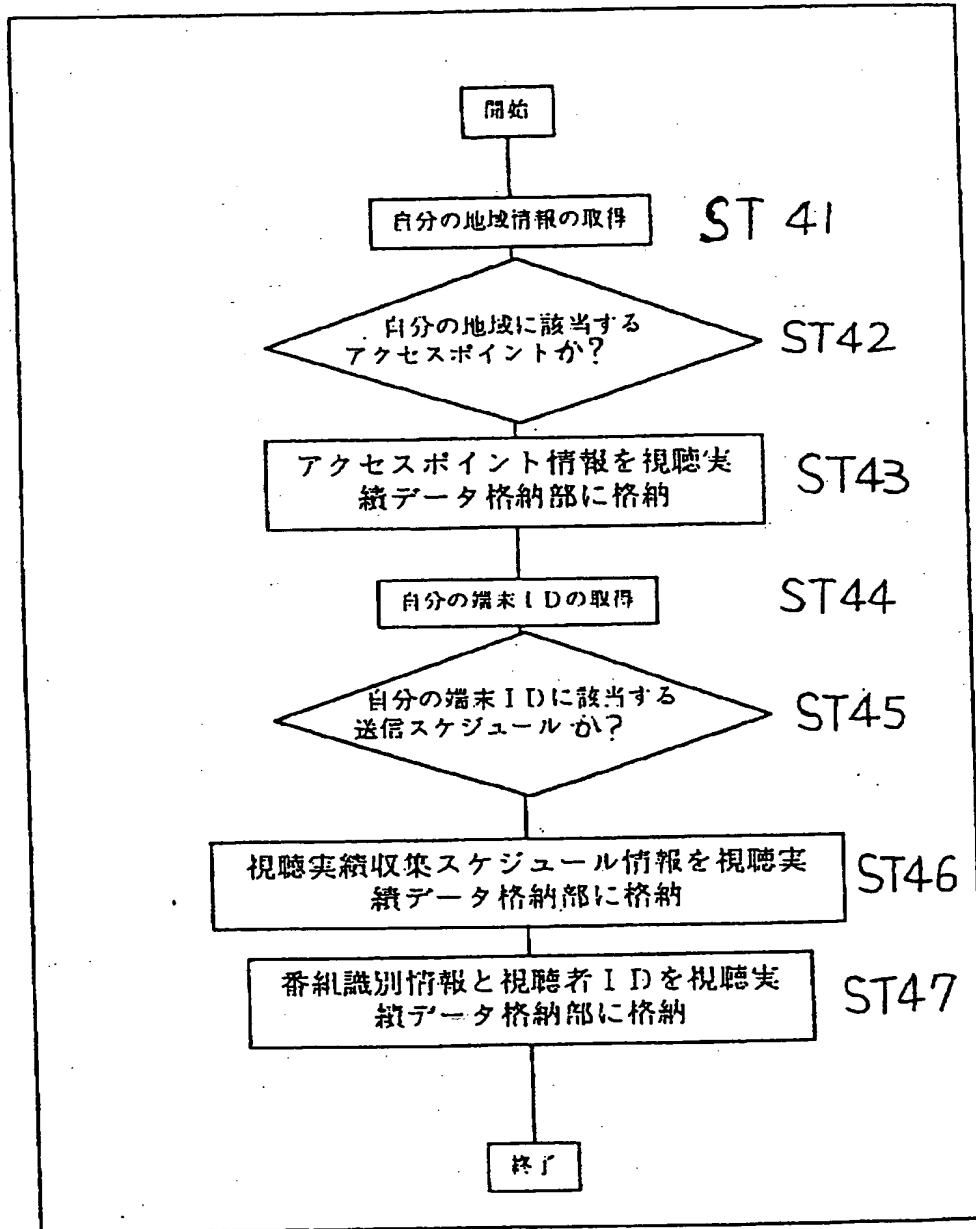 開始
自分の地域情報の取得
ST 41
自分の地域に該当する
アクセスポイントか?
ST42
アクセスポイント情報を視聴実
績データ格納部に格納
ST43
自分の端末IDの取得
ST44
自分の端末IDに該当する
送信スケジュールか?
ST45
視聴実績収集スケジュール情報を視聴実
績データ格納部に格納
ST46
番組識別情報と視聴者IDを視聴実
績データ格納部に格納
ST47
終了